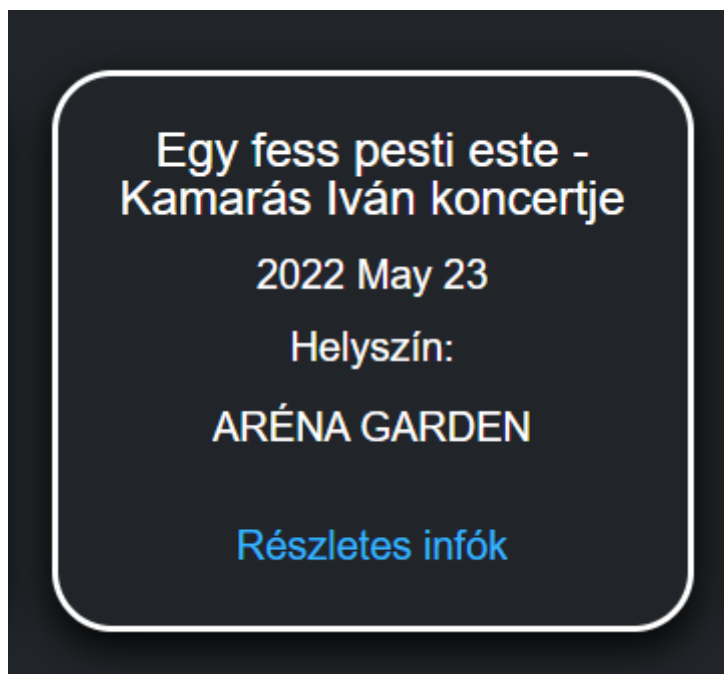 Egy fess pesti este -
Kamarás Iván koncertje
2022 May 23
Helyszín:
ARÉNA GARDEN
Részletes infók